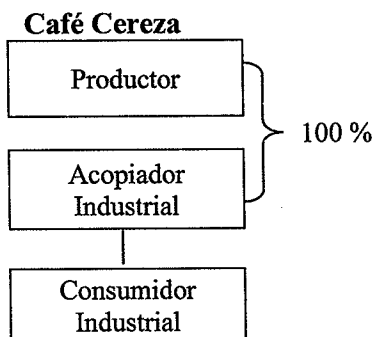 Café Cereza
Productor
100 %
Acopiador
Industrial
Consumidor
Industrial